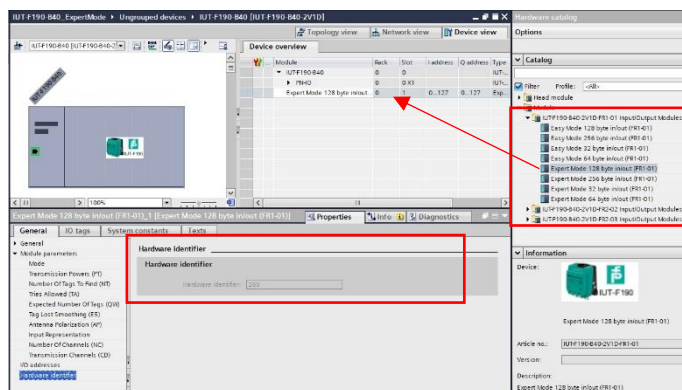 IUT-F190-B40_ExpertMode ▸ Ungrouped devices ▸ IUT-F190-B40 [IUT-F190-B40-2V1D]
Hardware catalog
Topology view
Network view
Device view
Options
IUT-F190-B40 [IUT-F190-B40-2
Device overview
Module
Rack
Slot
I address
Q address
Type
IUT-F190-B40
0
0
IUT-...
PN-IO
0
0 X1
IUT-...
Expert Mode 128 byte in/out...
0
1
0...127
0...127
Exp...
IUT-F190-B40
IUT-F190
100%
Catalog
Filter
Profile:
<All>
Head module
Module
IUT-F190-B40-2V1D-FR1-01 Input/Output Modules
Easy Mode 128 byte in/out (FR1-01)
Easy Mode 256 byte in/out (FR1-01)
Easy Mode 32 byte in/out (FR1-01)
Easy Mode 64 byte in/out (FR1-01)
Expert Mode 128 byte in/out (FR1-01)
Expert Mode 256 byte in/out (FR1-01)
Expert Mode 32 byte in/out (FR1-01)
Expert Mode 64 byte in/out (FR1-01)
IUT-F190-B40-2V1D-FR2-02 Input/Output Modules
IUT-F190-B40-2V1D-FR2-03 Input/Output Modules
Expert Mode 128 byte in/out (FR1-01)_1 [Expert Mode 128 byte in/out (FR1-01)]
Properties
Info
Diagnostics
General
IO tags
System constants
Texts
General
Module parameters
Mode
Transmission Powers (PT)
Number Of Tags To Find (NT)
Tries Allowed (TA)
Expected Number Of Tags (QW)
Tag Lost Smoothing (E5)
Antenna Polarization (AP)
Input Representation
Number Of Channels (NC)
Transmission Channels (CD)
I/O addresses
Hardware identifier
Hardware identifier
Hardware identifier
Hardware identifier:
Information
Device:
IUT-F190
Expert Mode 128 byte in/out (FR1-01)
Article no.:
IUT-F190-B40-2V1D-FR1-01
Version:
Description:
Expert Mode 128 byte in/out (FR1-01)